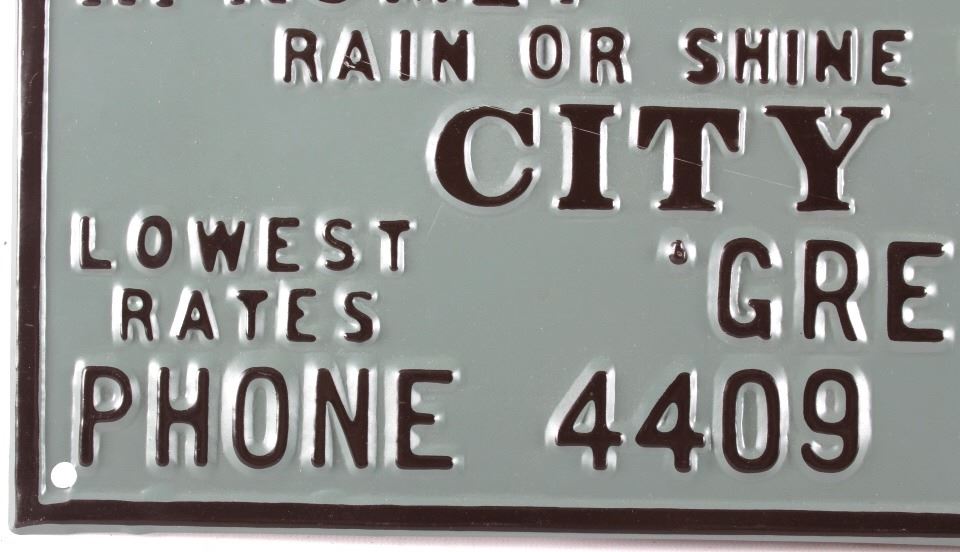 RAIN OR SHINE
CITY
LOWEST
RATES
GRE
PHONE 4409